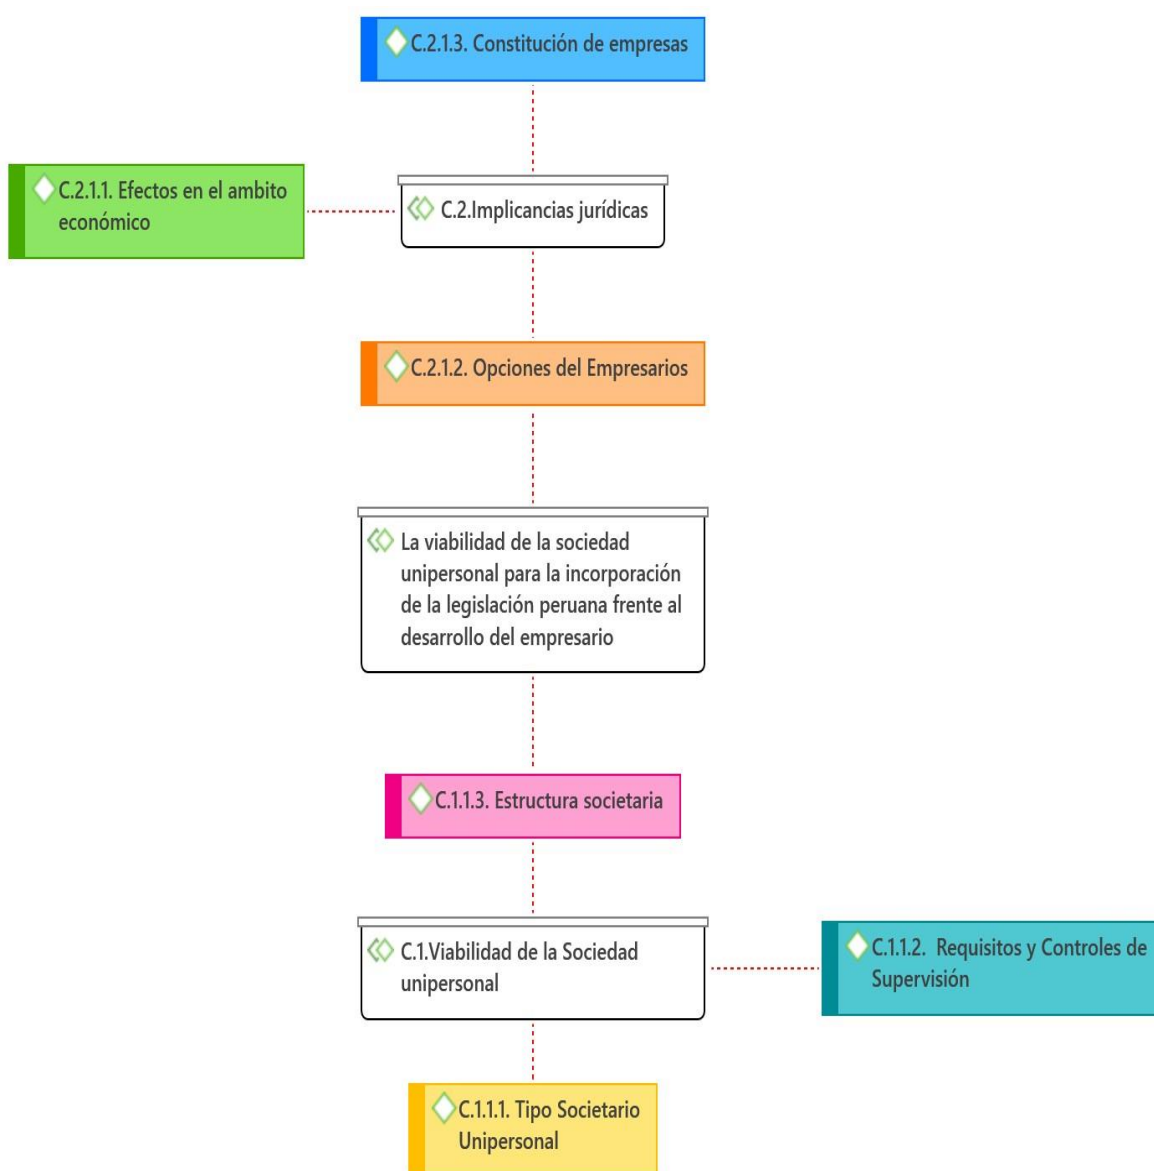 C.2.1.3. Constitución de empresas
C.2.1.1. Efectos en el ambito
económico
C.2.Implicancias jurídicas
C.2.1.2. Opciones del Empresarios
La viabilidad de la sociedad
unipersonal para la incorporación
de la legislación peruana frente al
desarrollo del empresario
C.1.1.3. Estructura societaria
C.1.Viabilidad de la Sociedad
unipersonal
C.1.1.2. Requisitos y Controles de
Supervisión
C.1.1.1. Tipo Societario
Unipersonal